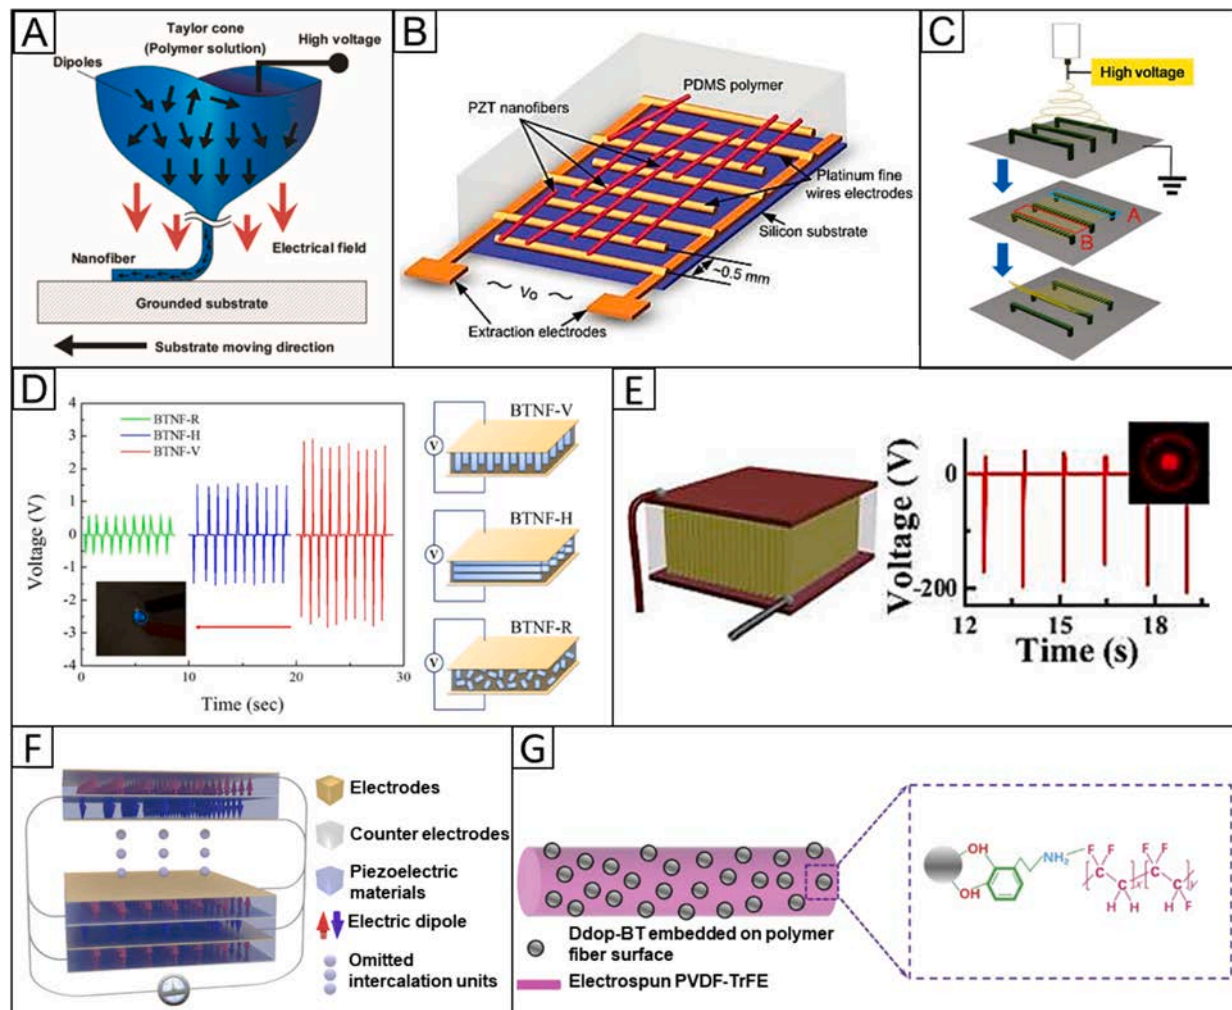 A
Taylor cone
(Polymer solution)
High voltage
Dipoles
Electrical field
Nanofiber
Grounded substrate
Substrate moving direction
B
PDMS polymer
PZT nanofibers
Platinum fine
wires electrodes
Silicon substrate
~0.5 mm
Vo
Extraction electrodes
C
High voltage
A
B
D
BTNF-R
BTNF-H
BTNF-V
Voltage (V)
4
3
2
1
0
-1
-2
-3
-4
0
10
20
30
Time (sec)
BTNF-V
V
BTNF-H
V
BTNF-R
V
E
Voltage (V)
0
-200
12
15
18
Time (s)
F
Electrodes
Counter electrodes
Piezoelectric
materials
Electric dipole
Omitted
intercalation units
G
Ddop-BT embedded on polymer
fiber surface
Electrospun PVDF-TrFE
OH
OH
NH₂
F F F F
C C
C C
H H H F
x y